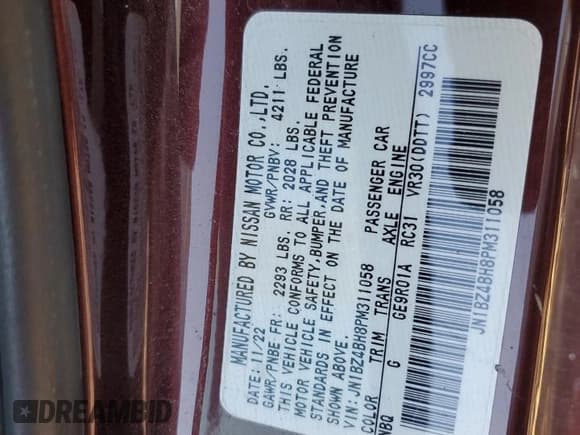 MANUFACTURED BY NISSAN MOTOR CO.,LTD.
DATE: 11/22 GVWR/PNBV: 4211 LBS.
GAWR/PNBE FR: 2293 LBS. RR: 2028 LBS.
THIS VEHICLE CONFORMS TO ALL APPLICABLE FEDERAL
MOTOR VEHICLE SAFETY,BUMPER,AND THEFT PREVENTION
STANDARDS IN EFFECT ON THE DATE OF MANUFACTURE
SHOWN ABOVE.
VIN:JN1BZ4BH8PM311058 PASSENGER CAR
COLOR TRIM TRANS AXLE ENGINE
NBQ G GE9R01A RC31 VR30(DDTT) 2997CC
JN1BZ4BH8PM311058
DREAMBID